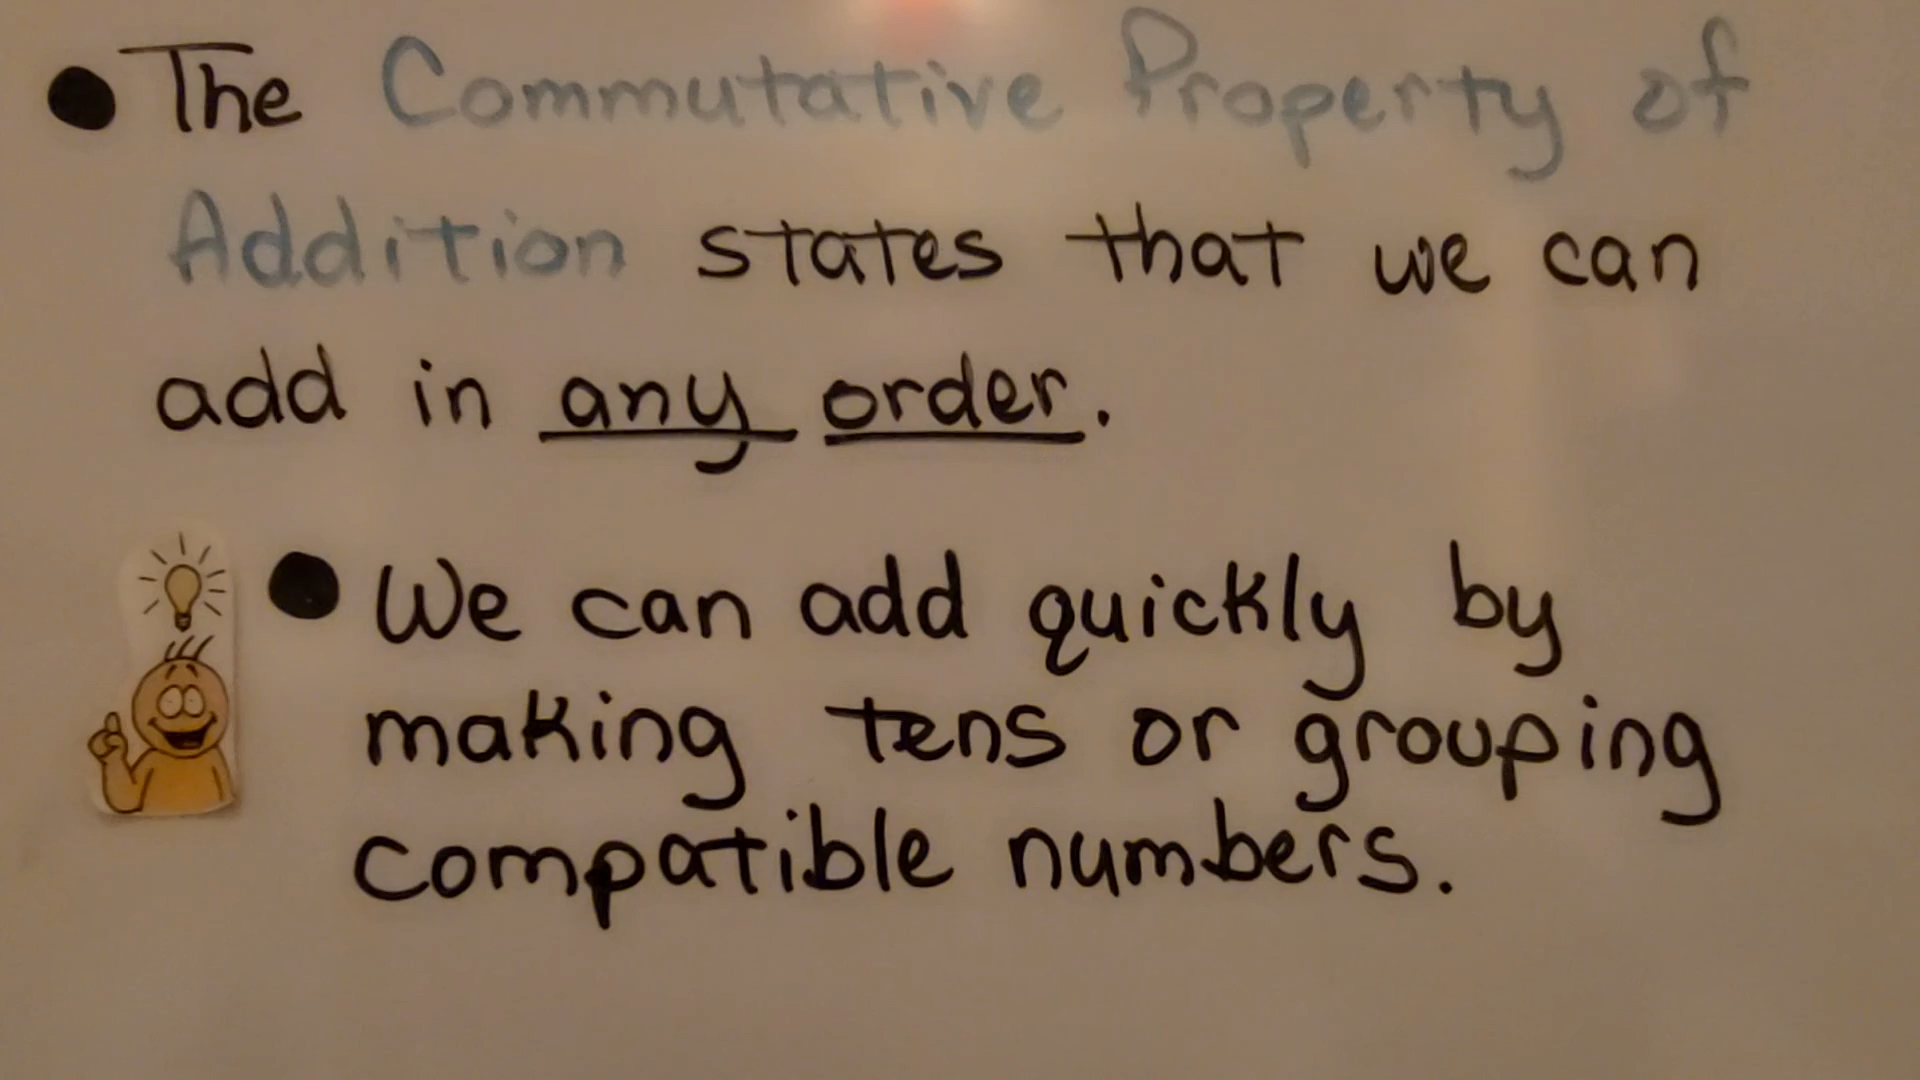 • The Commutative Property of
Addition states that we can
add in any order.
• We can add quickly by
making tens or grouping
compatible numbers.